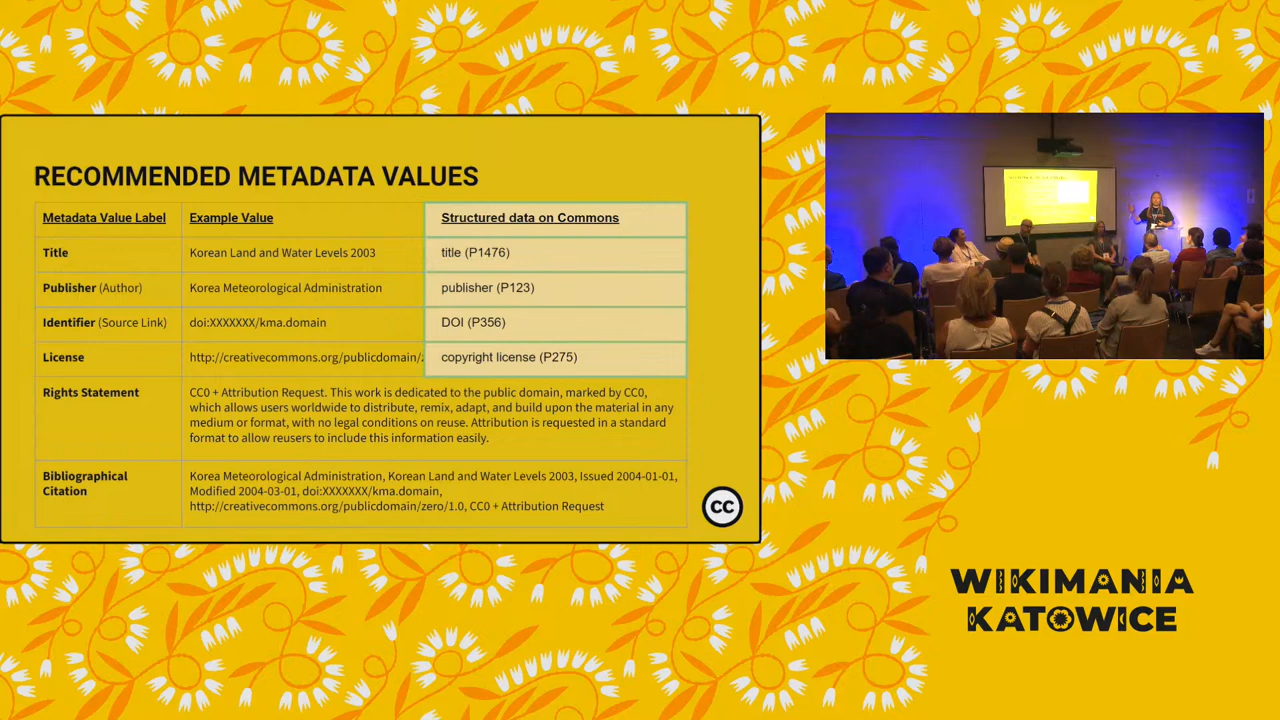 RECOMMENDED METADATA VALUES
Metadata Value Label Example Value Structured data on Commons
Title Korean Land and Water Levels 2003 title (P1476)
Publisher (Author) Korea Meteorological Administration publisher (P123)
Identifier (Source Link) doi:XXXXXXX/kma.domain DOI (P356)
License http://creativecommons.org/publicdomain/ copyright license (P275)
Rights Statement CC0 + Attribution Request. This work is dedicated to the public domain, marked by CC0,
which allows users worldwide to distribute, remix, adapt, and build upon the material in any
medium or format, with no legal conditions on reuse. Attribution is requested in a standard
format to allow reusers to include this information easily.
Bibliographical Korea Meteorological Administration, Korean Land and Water Levels 2003, Issued 2004-01-01,
Citation Modified 2004-03-01, doi:XXXXXXX/kma.domain,
http://creativecommons.org/publicdomain/zero/1.0, CC0 + Attribution Request
CC
WIKIMANIA
KATOWICE